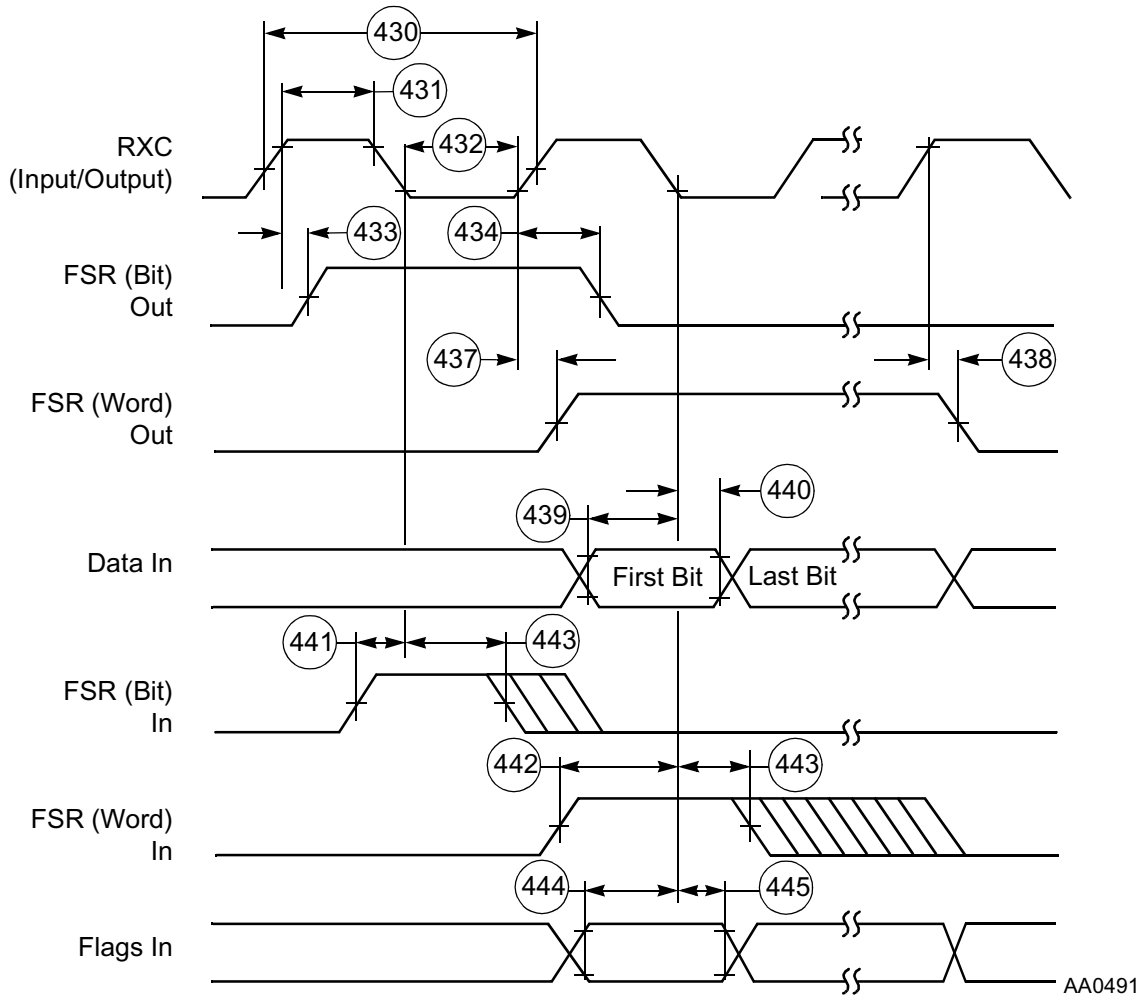 430
431
RXC
(Input/Output)
432
433
434
FSR (Bit)
Out
437
438
FSR (Word)
Out
440
439
Data In
First Bit
Last Bit
441
443
FSR (Bit)
In
442
443
FSR (Word)
In
444
445
Flags In
AA0491